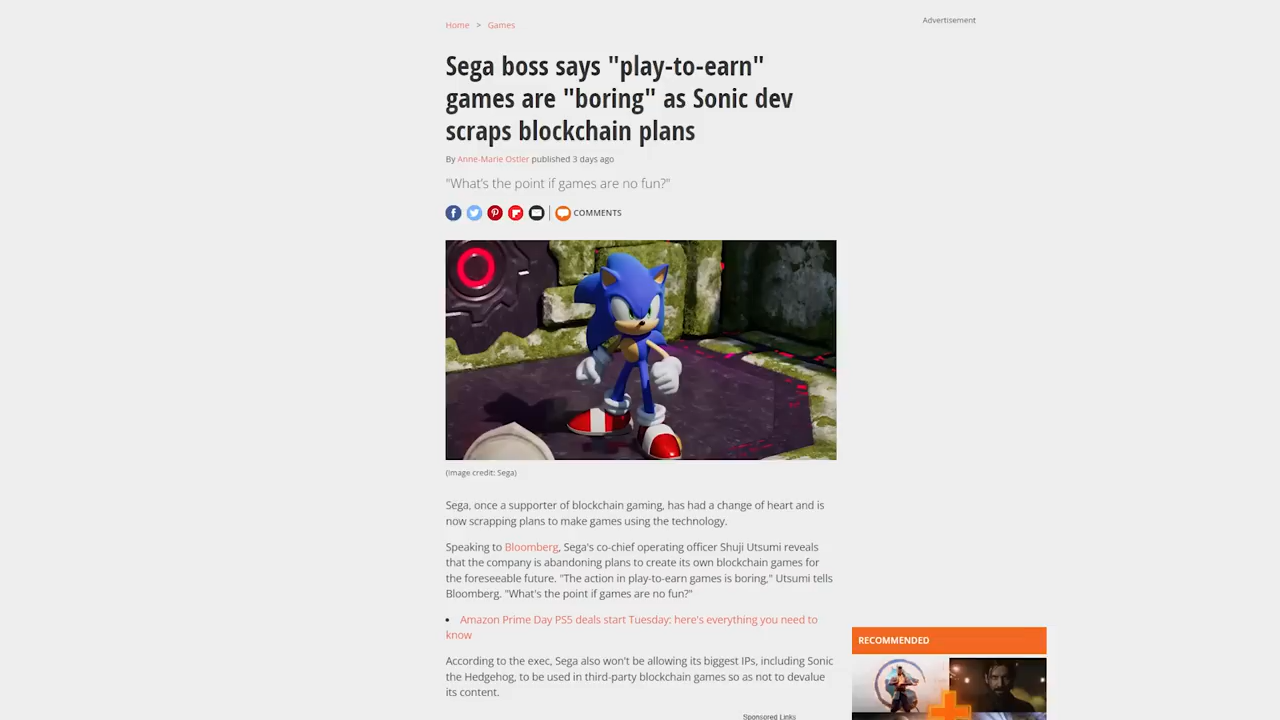 Home > Games
Advertisement
Sega boss says "play-to-earn"
games are "boring" as Sonic dev
scraps blockchain plans
By Anne-Marie Ostler published 3 days ago
"What's the point if games are no fun?"
COMMENTS
(Image credit: Sega)
Sega, once a supporter of blockchain gaming, has had a change of heart and is
now scrapping plans to make games using the technology.
Speaking to Bloomberg, Sega's co-chief operating officer Shuji Utsumi reveals
that the company is abandoning plans to create its own blockchain games for
the foreseeable future. "The action in play-to-earn games is boring," Utsumi tells
Bloomberg. "What's the point if games are no fun?"
• Amazon Prime Day PS5 deals start Tuesday: here's everything you need to
know
According to the exec, Sega also won't be allowing its biggest IPs, including Sonic
the Hedgehog, to be used in third-party blockchain games so as not to devalue
its content.
Sponsored Links
RECOMMENDED